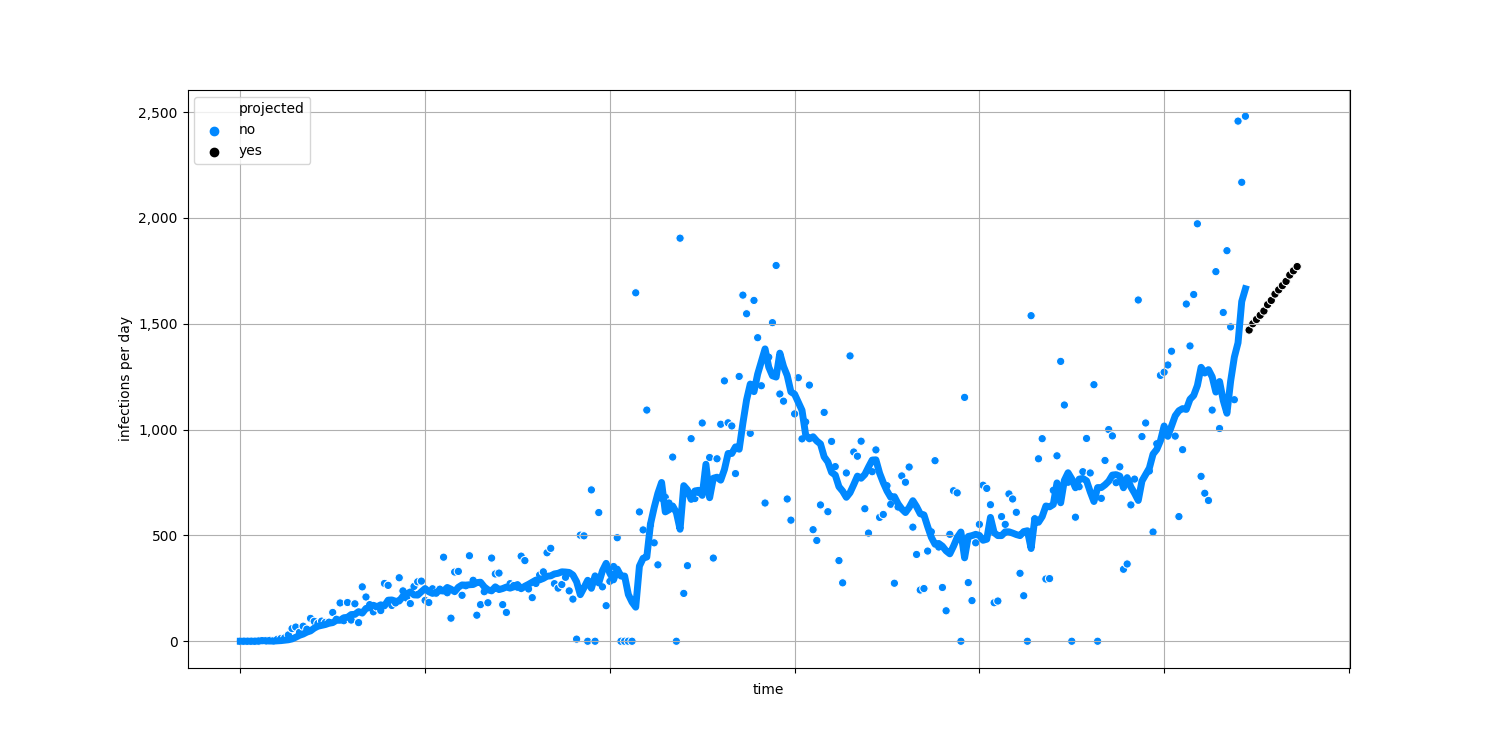 projected
no
yes
2,500
2,000
1,500
1,000
500
0
infections per day
time